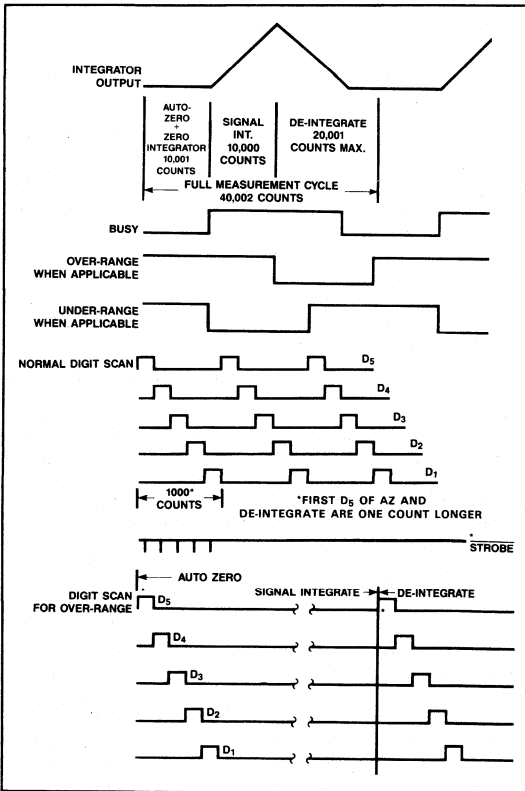 INTEGRATOR
OUTPUT
AUTO-
ZERO
+
ZERO
INTEGRATOR
10,001
COUNTS
SIGNAL
INT.
10,000
COUNTS
DE-INTEGRATE
20,001
COUNTS MAX.
FULL MEASUREMENT CYCLE
40,002 COUNTS
BUSY
OVER-RANGE
WHEN APPLICABLE
UNDER-RANGE
WHEN APPLICABLE
NORMAL DIGIT SCAN
D5
D4
D3
D2
D1
1000*
COUNTS
*FIRST D5 OF AZ AND
DE-INTEGRATE ARE ONE COUNT LONGER
*
STROBE
AUTO ZERO
SIGNAL INTEGRATE
DE-INTEGRATE
DIGIT SCAN
FOR OVER-RANGE
D5
D4
D3
D2
D1